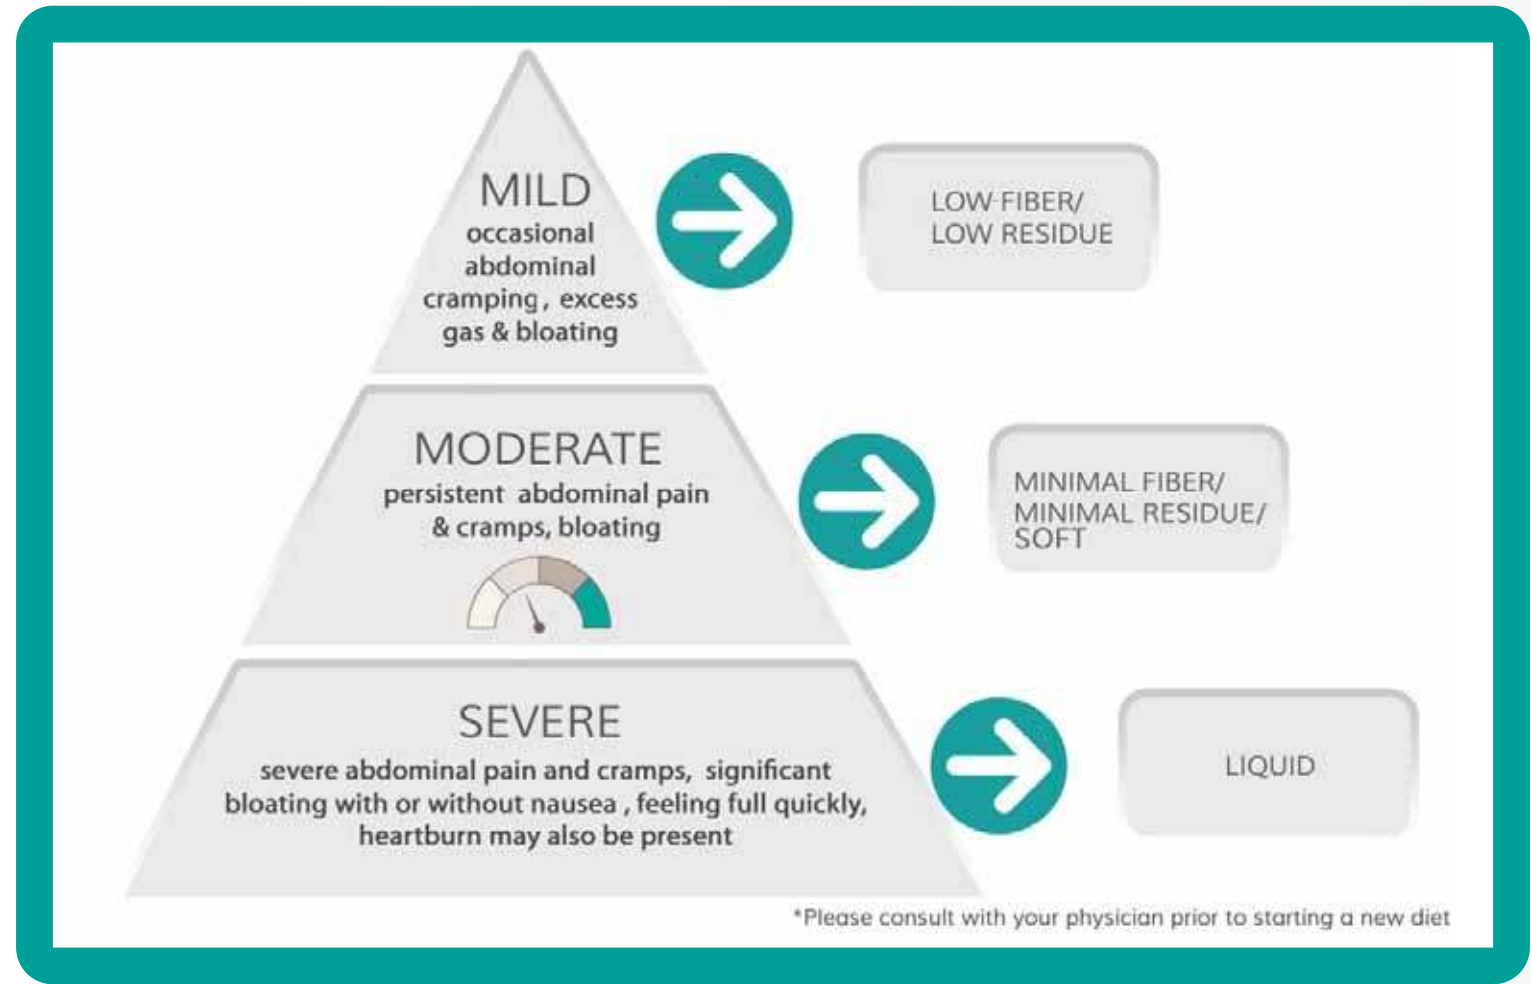 MILD
occasional
abdominal
cramping, excess
gas & bloating
LOW-FIBER/
LOW RESIDUE
MODERATE
persistent abdominal pain
& cramps, bloating
MINIMAL FIBER/
MINIMAL RESIDUE/
SOFT
SEVERE
severe abdominal pain and cramps, significant
bloating with or without nausea , feeling full quickly,
heartburn may also be present
LIQUID
*Please consult with your physician prior to starting a new diet